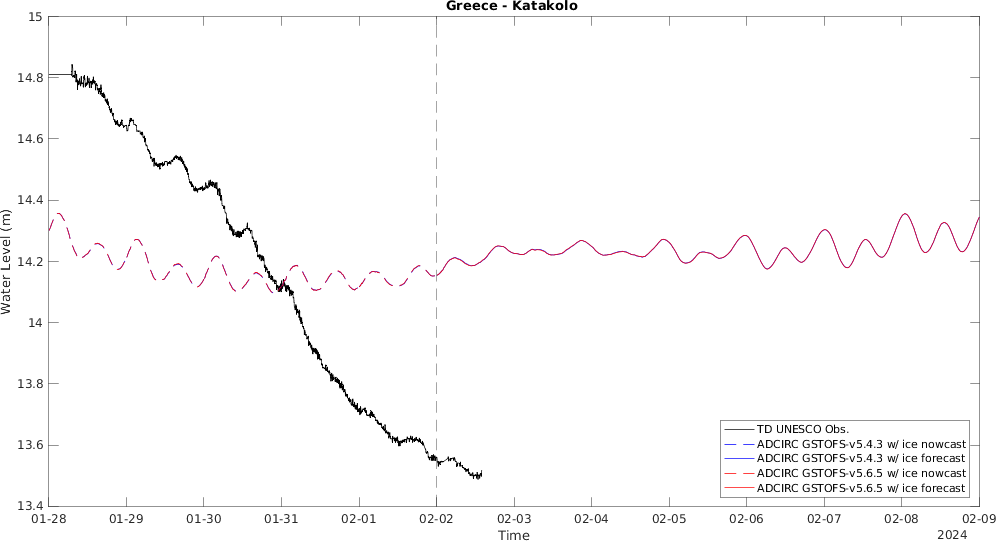 Greece - Katakolo
15
14.8
14.6
14.4
14.2
14
13.8
13.6
13.4
Water Level (m)
01-28 01-29 01-30 01-31 02-01 02-02 02-03 02-04 02-05 02-06 02-07 02-08 02-09
Time
2024
TD UNESCO Obs.
ADCIRC GSTOFS-v5.4.3 w/ ice nowcast
ADCIRC GSTOFS-v5.4.3 w/ ice forecast
ADCIRC GSTOFS-v5.6.5 w/ ice nowcast
ADCIRC GSTOFS-v5.6.5 w/ ice forecast